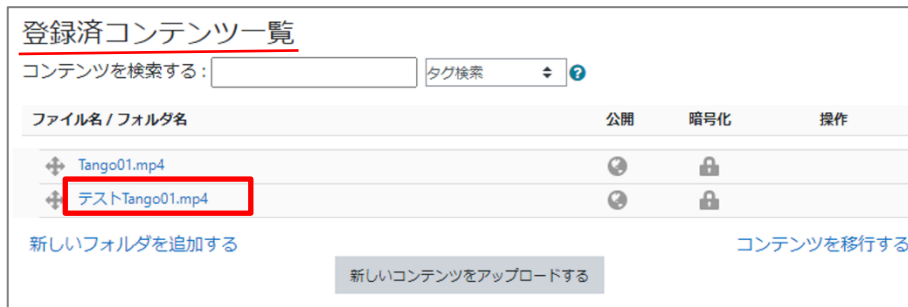 登録済コンテンツ一覧
コンテンツを検索する : タグ検索 ?
ファイル名 / フォルダ名 公開 暗号化 操作
Tango01.mp4
テストTango01.mp4
新しいフォルダを追加する コンテンツを移行する
新しいコンテンツをアップロードする